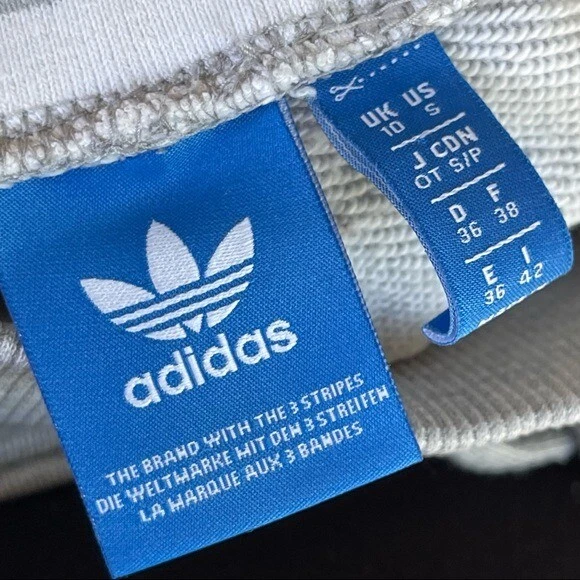 adidas
THE BRAND WITH THE 3 STRIPES
DIE WELTMARKE MIT DEN 3 STREIFEN
LA MARQUE AUX 3 BANDES
UK US
10 S
J CDN
OT S/P
D F
36 38
E I
36 42